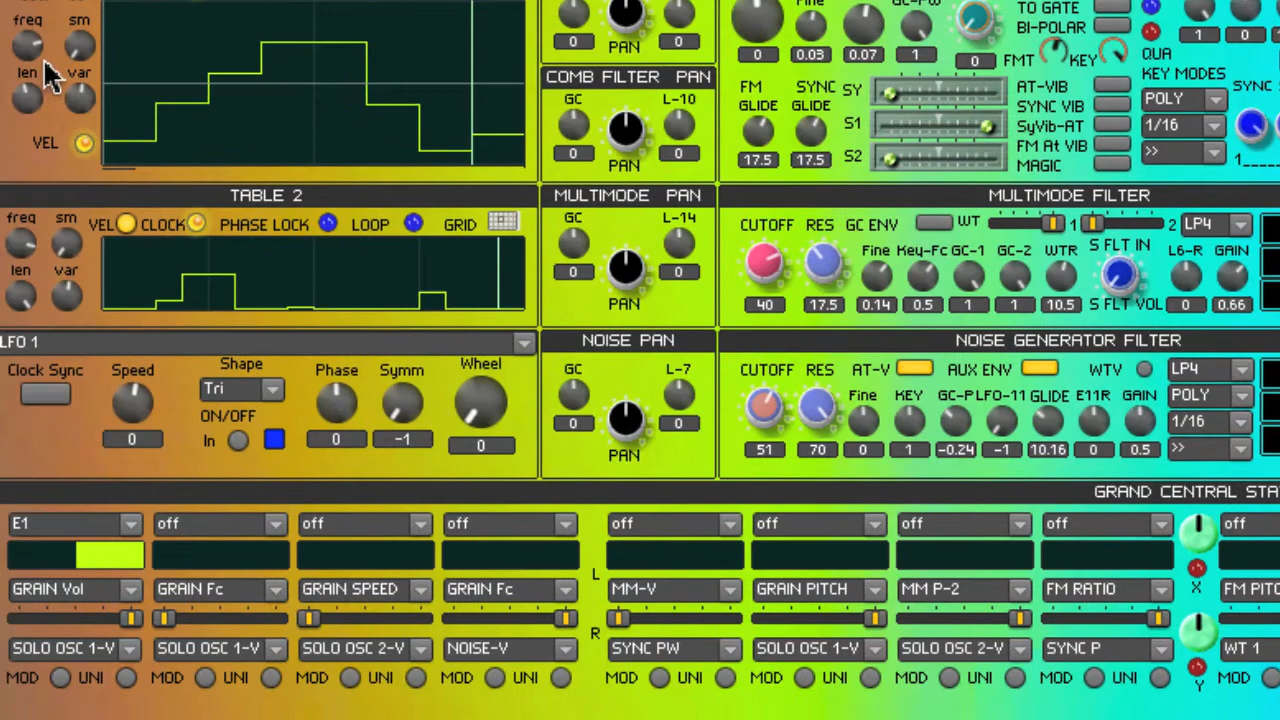 freq sm
len var
VEL
0 PAN 0
COMB FILTER PAN
GC L-10
0 PAN 0
Fine
0 0.03 0.07 1 0
TO GATE
BI-POLAR
FMT KEY
FM GLIDE SYNC GLIDE
17.5 17.5
SY
S1
S2
AT-VIB
SYNC VIB
SyVib-AT
FM At VIB
MAGIC
1 0
QUA
KEY MODES
POLY
1/16
>>
SYNC
1
TABLE 2
freq sm
len var
VEL CLOCK PHASE LOCK LOOP GRID
MULTIMODE PAN
GC L-14
0 PAN 0
MULTIMODE FILTER
CUTOFF RES GC ENV WT 1 2 LP4
Fine Key-Fc GC-1 GC-2 WTR S FLT IN L6-R GAIN
S FLT VOL
40 17.5 0.14 0.5 1 1 10.5 0 0.66
LFO 1
Clock Sync Speed Shape Phase Symm Wheel
Tri
ON/OFF
In
0 0 -1 0
NOISE PAN
GC L-7
0 PAN 0
NOISE GENERATOR FILTER
CUTOFF RES AT-V AUX ENV WTV LP4
Fine KEY GC-P LFO-11 GLIDE E11R GAIN POLY
1/16
51 70 0 1 -0.24 -1 10.16 0 0.5 >>
GRAND CENTRAL STA
E1 off off off off off off off off
L
GRAIN Vol GRAIN Fc GRAIN SPEED GRAIN Fc MM-V GRAIN PITCH MM P-2 FM RATIO X FM PITC
R
SOLO OSC 1-V SOLO OSC 1-V SOLO OSC 2-V NOISE-V SYNC PW SOLO OSC 1-V SOLO OSC 2-V SYNC P WT 1
MOD UNI MOD UNI MOD UNI MOD UNI MOD UNI MOD UNI MOD UNI MOD UNI Y MOD